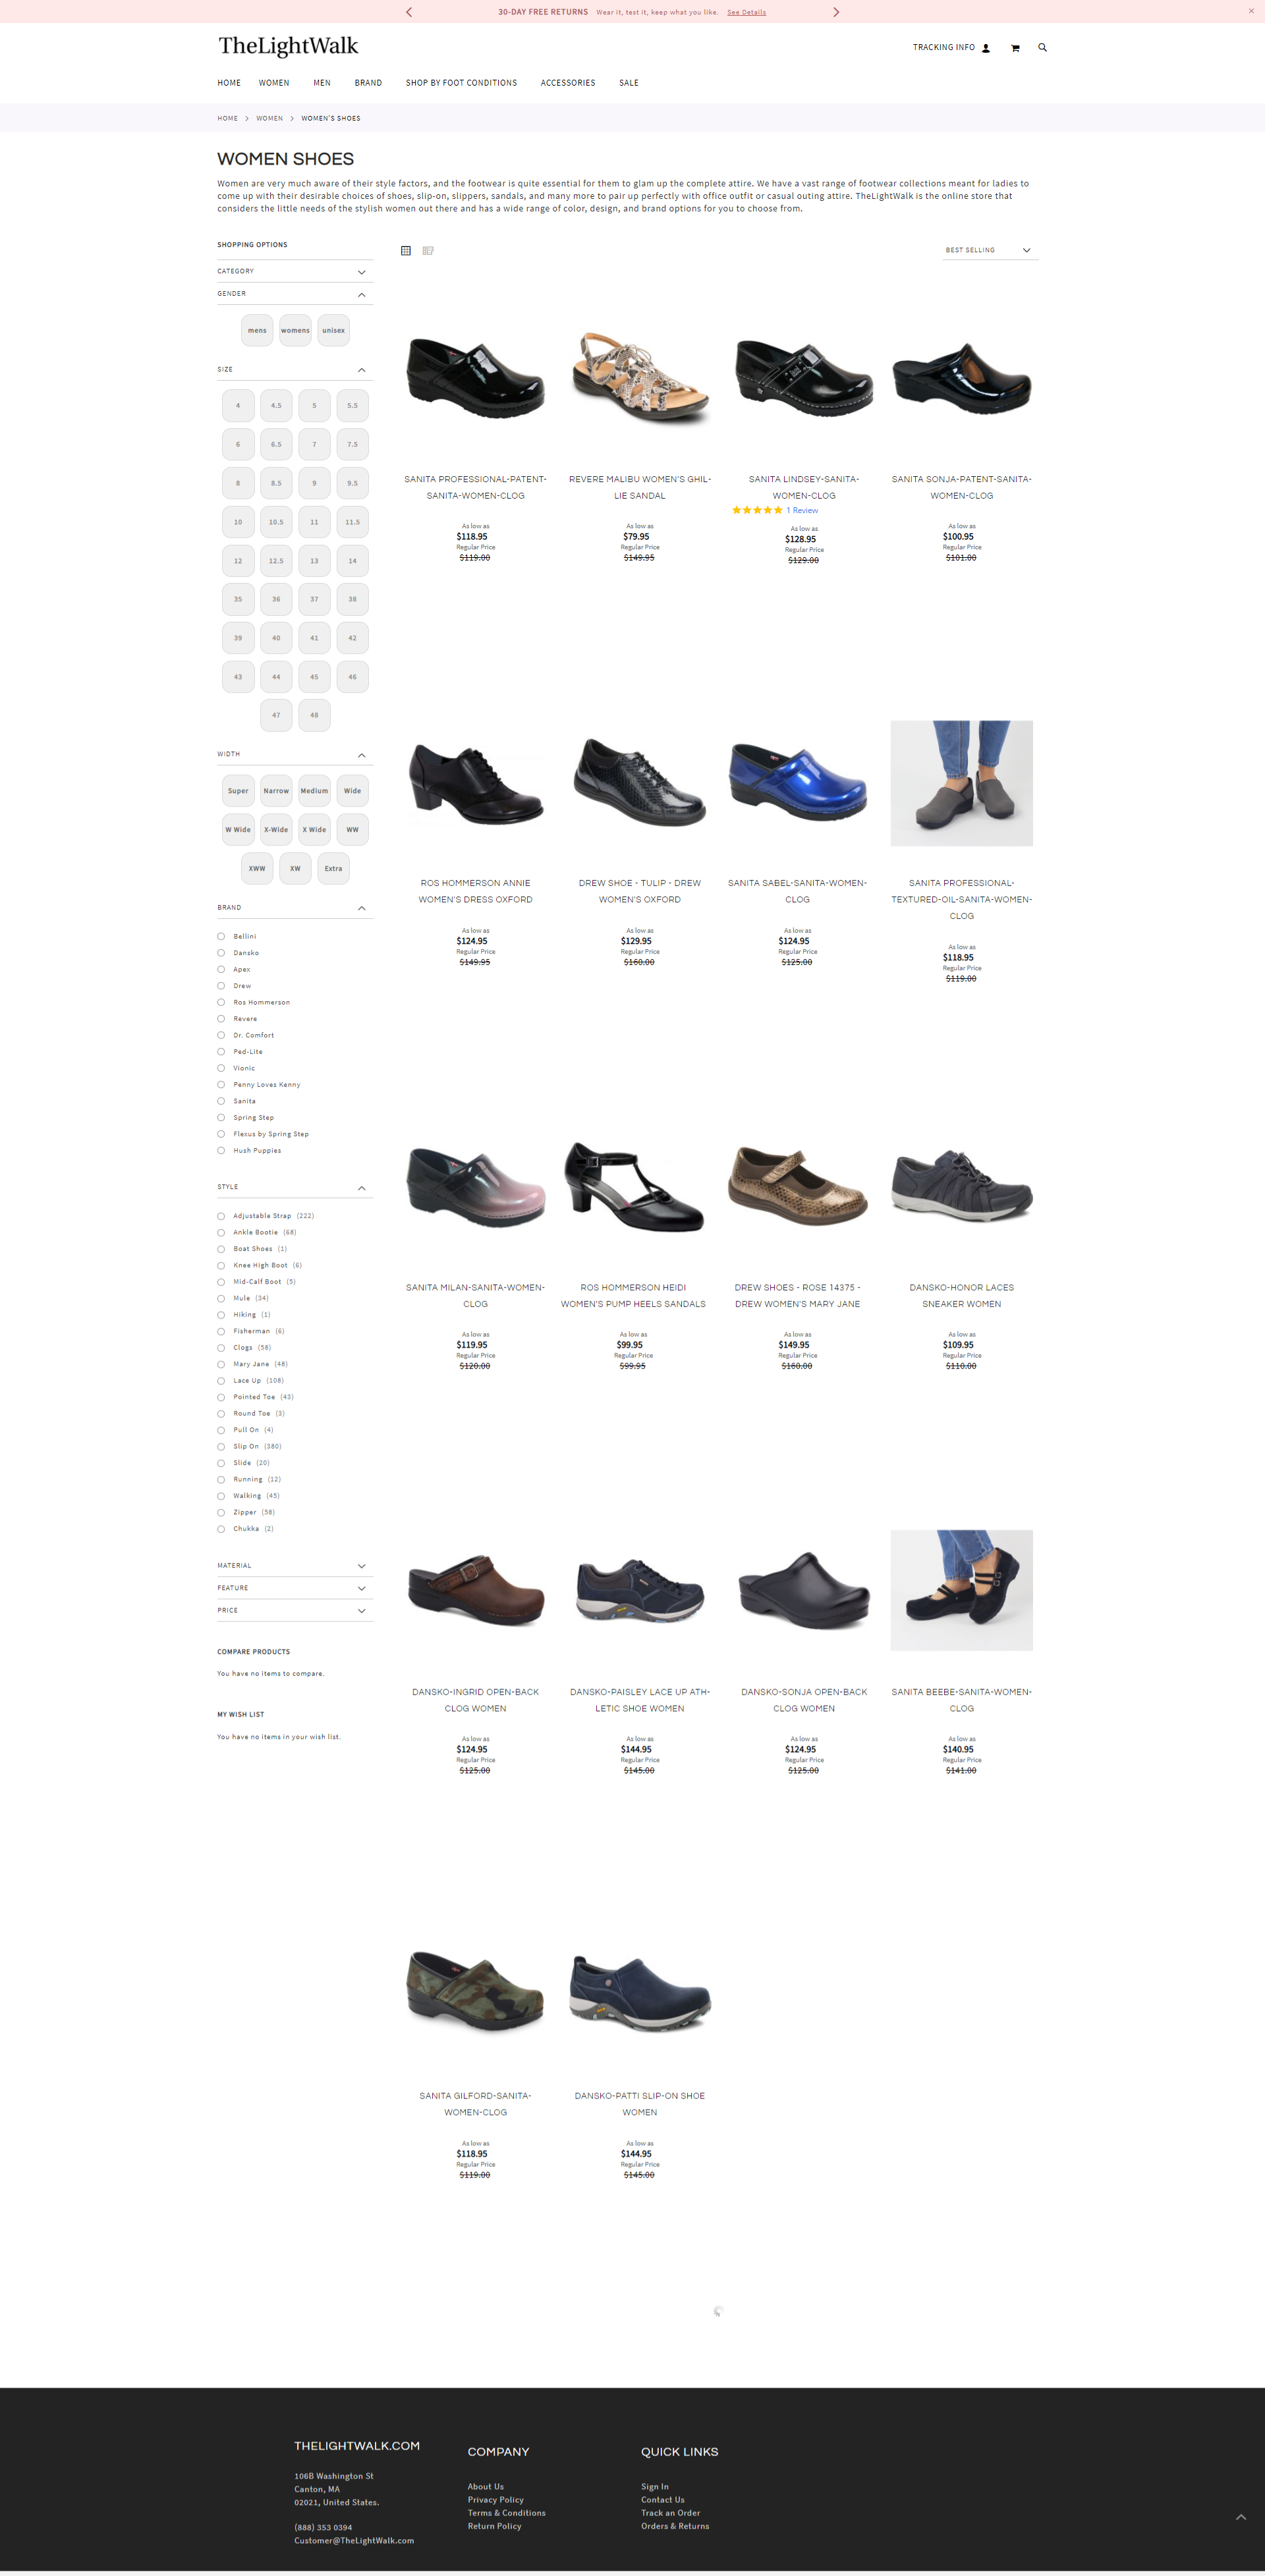 30-DAY FREE RETURNS Wear it, test it, keep what you like. See Details
TheLightWalk
TRACKING INFO
HOME WOMEN MEN BRAND SHOP BY FOOT CONDITIONS ACCESSORIES SALE
HOME > WOMEN > WOMEN'S SHOES
WOMEN SHOES
Women are very much aware of their style factors, and the footwear is quite essential for them to glam up the complete attire. We have a vast range of footwear collections meant for ladies to
come up with their desirable choices of shoes, slip-on, slippers, sandals, and many more to pair up perfectly with office outfit or casual outing attire. TheLightWalk is the online store that
considers the little needs of the stylish women out there and has a wide range of color, design, and brand options for you to choose from.
SHOPPING OPTIONS
CATEGORY
GENDER
mens womens unisex
SIZE
4 4.5 5 5.5
6 6.5 7 7.5
8 8.5 9 9.5
10 10.5 11 11.5
12 12.5 13 14
35 36 37 38
39 40 41 42
43 44 45 46
47 48
WIDTH
Super Narrow Medium Wide
W Wide X-Wide X Wide WW
XWW XW Extra
BRAND
Bellini
Dansko
Apex
Drew
Ros Hommerson
Revere
Dr. Comfort
Ped-Lite
Vionic
Penny Loves Kenny
Sanita
Spring Step
Flexus by Spring Step
Hush Puppies
STYLE
Adjustable Strap (222)
Ankle Bootie (68)
Boat Shoes (1)
Knee High Boot (6)
Mid-Calf Boot (5)
Mule (34)
Hiking (1)
Fisherman (6)
Clogs (58)
Mary Jane (48)
Lace Up (108)
Pointed Toe (43)
Round Toe (3)
Pull On (4)
Slip On (380)
Slide (20)
Running (12)
Walking (45)
Zipper (58)
Chukka (2)
MATERIAL
FEATURE
PRICE
COMPARE PRODUCTS
You have no items to compare.
MY WISH LIST
You have no items in your wish list.
BEST SELLING
SANITA PROFESSIONAL-PATENT-
SANITA-WOMEN-CLOG
As low as
$118.95
Regular Price
$119.00
REVERE MALIBU WOMEN'S GHIL-
LIE SANDAL
As low as
$79.95
Regular Price
$149.95
SANITA LINDSEY-SANITA-
WOMEN-CLOG
1 Review
As low as
$128.95
Regular Price
$129.00
SANITA SONJA-PATENT-SANITA-
WOMEN-CLOG
As low as
$100.95
Regular Price
$101.00
ROS HOMMERSON ANNIE
WOMEN'S DRESS OXFORD
As low as
$124.95
Regular Price
$149.95
DREW SHOE - TULIP - DREW
WOMEN'S OXFORD
As low as
$129.95
Regular Price
$160.00
SANITA SABEL-SANITA-WOMEN-
CLOG
As low as
$124.95
Regular Price
$125.00
SANITA PROFESSIONAL-
TEXTURED-OIL-SANITA-WOMEN-
CLOG
As low as
$118.95
Regular Price
$119.00
SANITA MILAN-SANITA-WOMEN-
CLOG
As low as
$119.95
Regular Price
$120.00
ROS HOMMERSON HEIDI
WOMEN'S PUMP HEELS SANDALS
As low as
$99.95
Regular Price
$99.95
DREW SHOES - ROSE 14375 -
DREW WOMEN'S MARY JANE
As low as
$149.95
Regular Price
$160.00
DANSKO-HONOR LACES
SNEAKER WOMEN
As low as
$109.95
Regular Price
$110.00
DANSKO-INGRID OPEN-BACK
CLOG WOMEN
As low as
$124.95
Regular Price
$125.00
DANSKO-PAISLEY LACE UP ATH-
LETIC SHOE WOMEN
As low as
$144.95
Regular Price
$145.00
DANSKO-SONJA OPEN-BACK
CLOG WOMEN
As low as
$124.95
Regular Price
$125.00
SANITA BEEBE-SANITA-WOMEN-
CLOG
As low as
$140.95
Regular Price
$141.00
SANITA GILFORD-SANITA-
WOMEN-CLOG
As low as
$118.95
Regular Price
$119.00
DANSKO-PATTI SLIP-ON SHOE
WOMEN
As low as
$144.95
Regular Price
$145.00
THELIGHTWALK.COM
106B Washington St
Canton, MA
02021, United States.
(888) 353 0394
Customer@TheLightWalk.com
COMPANY
About Us
Privacy Policy
Terms & Conditions
Return Policy
QUICK LINKS
Sign In
Contact Us
Track an Order
Orders & Returns